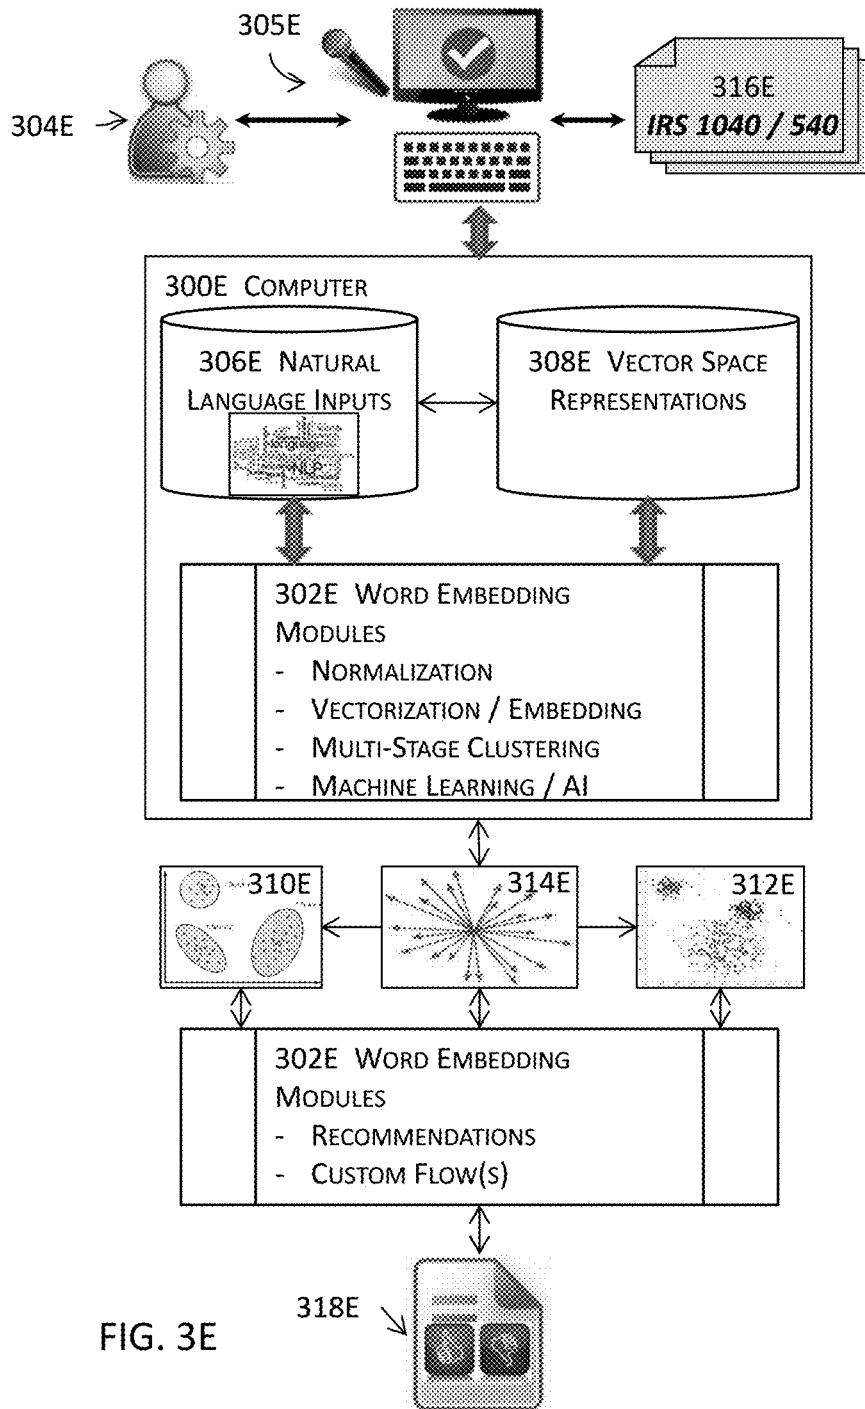 305E
304E
316E
IRS 1040 / 540
300E COMPUTER
306E NATURAL
LANGUAGE INPUTS
308E VECTOR SPACE
REPRESENTATIONS
NLP
302E WORD EMBEDDING
MODULES
- NORMALIZATION
- VECTORIZATION / EMBEDDING
- MULTI-STAGE CLUSTERING
- MACHINE LEARNING / AI
310E
314E
312E
302E WORD EMBEDDING
MODULES
- RECOMMENDATIONS
- CUSTOM FLOW(S)
318E
FIG. 3E